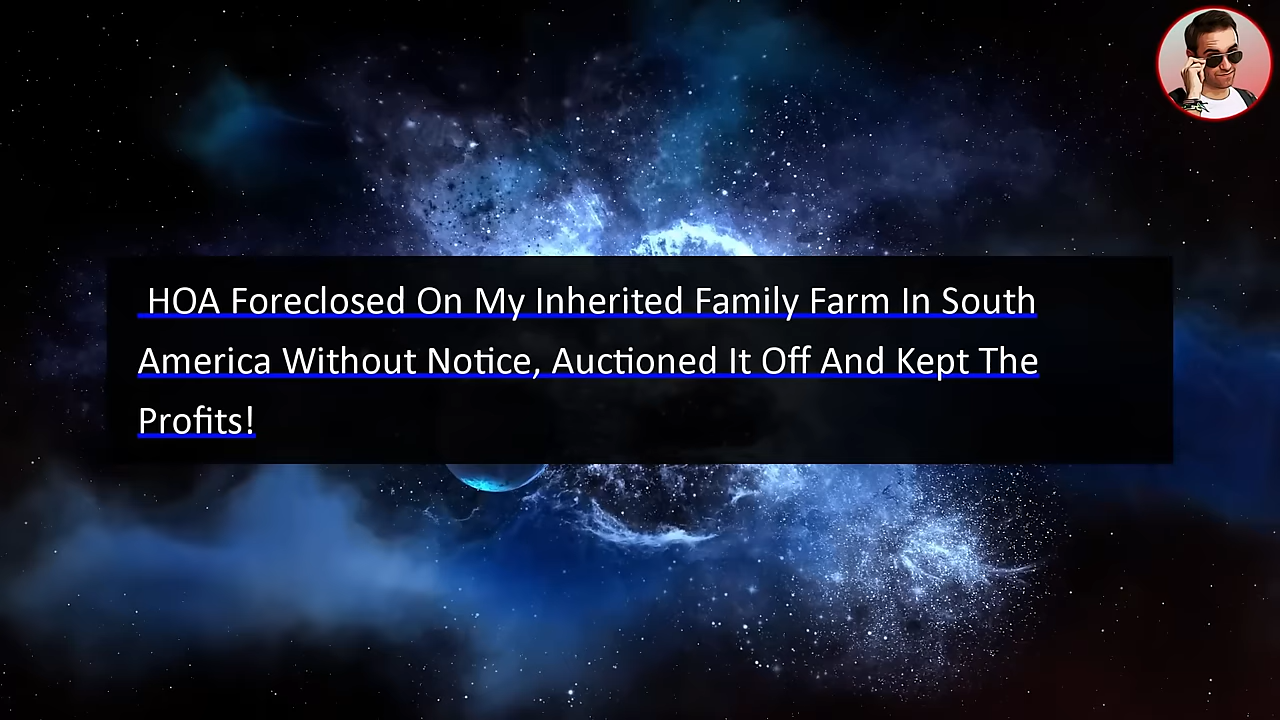 HOA Foreclosed On My Inherited Family Farm In South
America Without Notice, Auctioned It Off And Kept The
Profits!